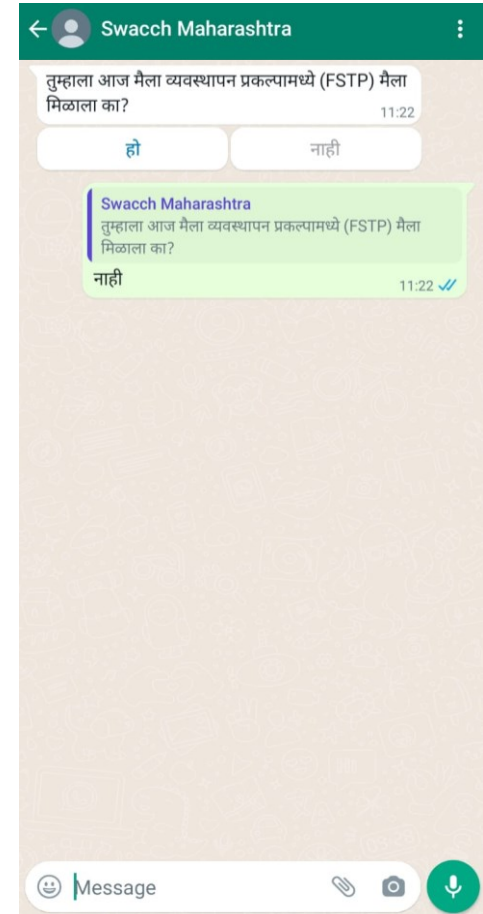 Swacch Maharashtra
तुम्हाला आज मैला व्यवस्थापन प्रकल्पामध्ये (FSTP) मैला
मिळाला का?
11:22
हो
नाही
Swacch Maharashtra
तुम्हाला आज मैला व्यवस्थापन प्रकल्पामध्ये (FSTP) मैला
मिळाला का?
नाही
11:22
Message